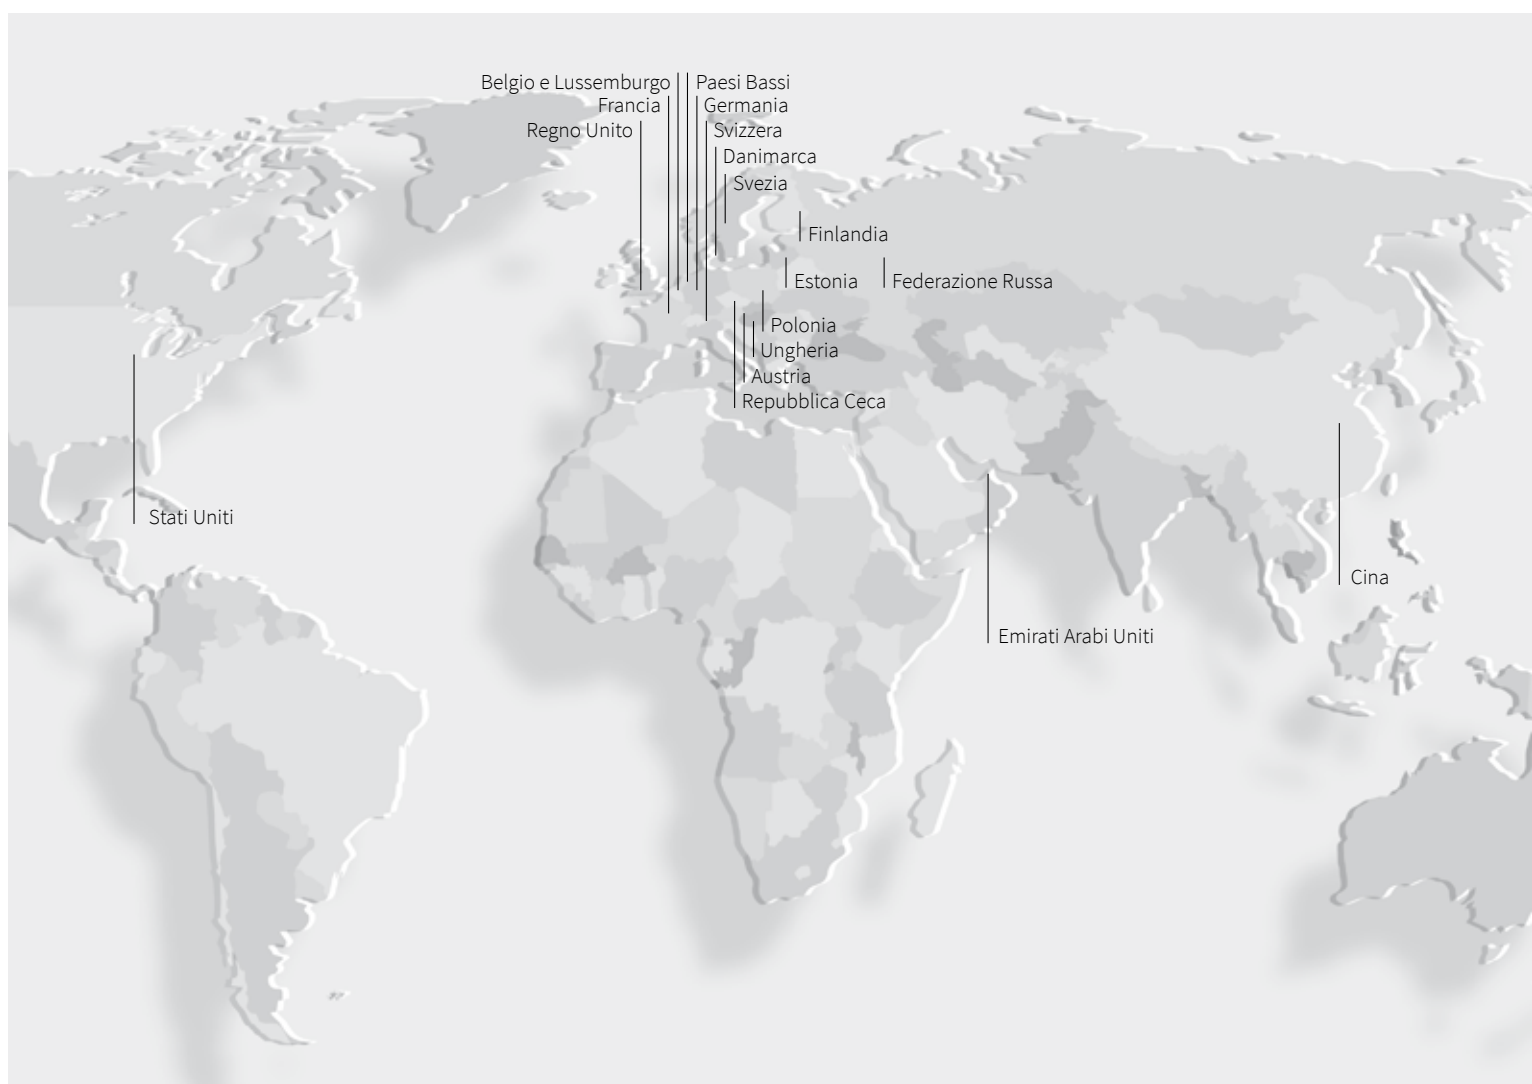 Belgio e Lussemburgo
Paesi Bassi
Francia
Germania
Regno Unito
Svizzera
Danimarca
Svezia
Finlandia
Estonia
Federazione Russa
Polonia
Ungheria
Austria
Repubblica Ceca
Stati Uniti
Cina
Emirati Arabi Uniti